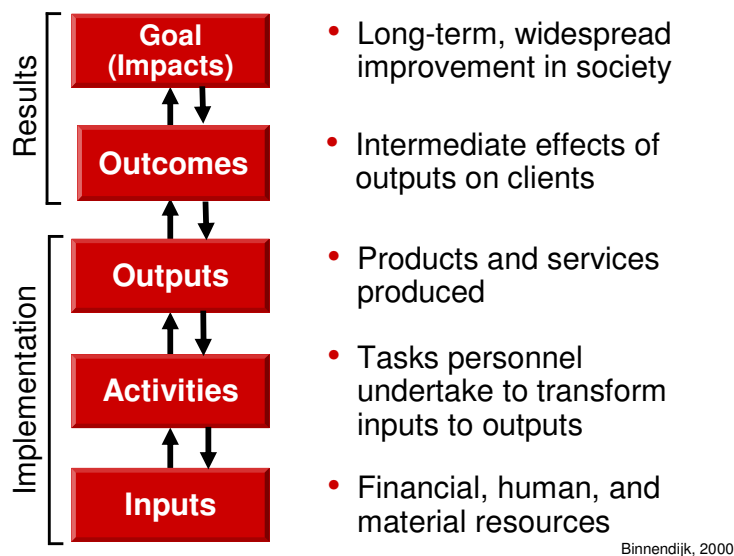 Results
Goal
(Impacts)
• Long-term, widespread
improvement in society
Outcomes
• Intermediate effects of
outputs on clients
Implementation
Outputs
• Products and services
produced
Activities
• Tasks personnel
undertake to transform
inputs to outputs
Inputs
• Financial, human, and
material resources
Binnendijk, 2000